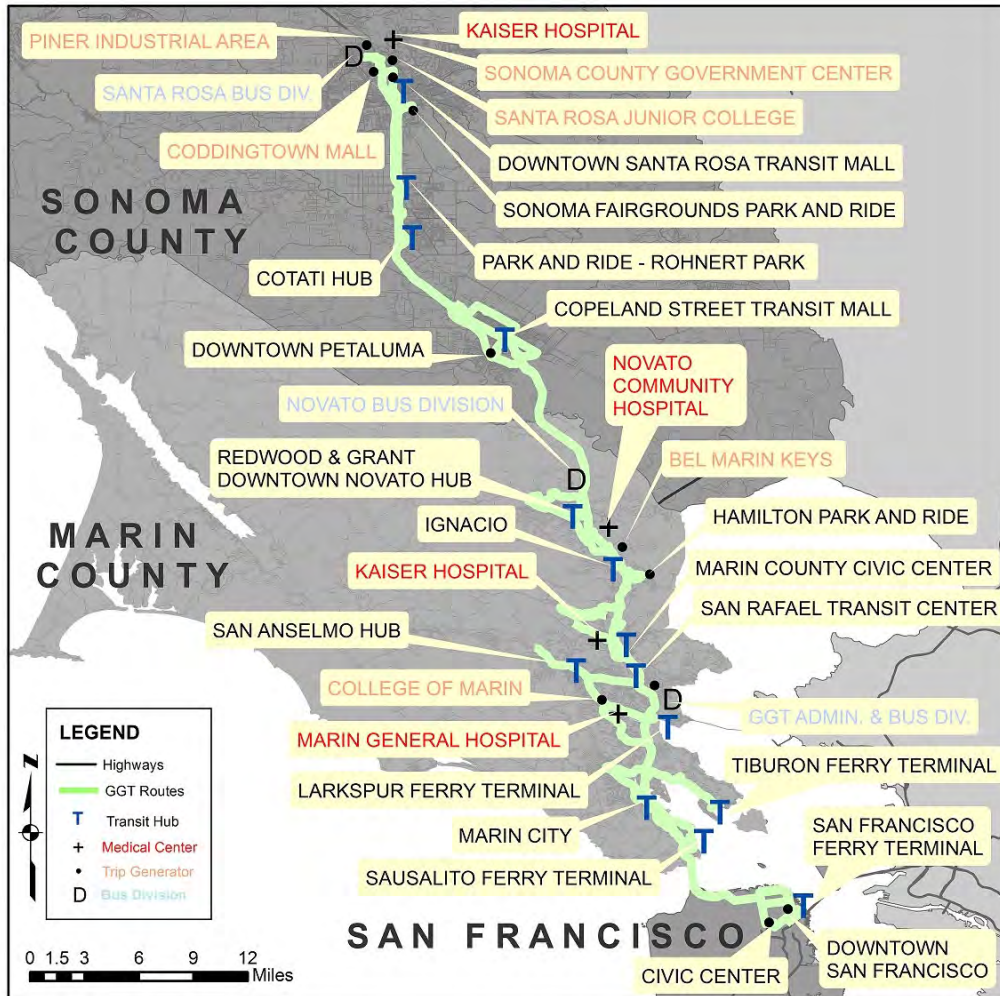 PINER INDUSTRIAL AREA
KAISER HOSPITAL
SONOMA COUNTY GOVERNMENT CENTER
SANTA ROSA BUS DIV.
SANTA ROSA JUNIOR COLLEGE
CODDINGTOWN MALL
DOWNTOWN SANTA ROSA TRANSIT MALL
SONOMA FAIRGROUNDS PARK AND RIDE
SONOMA
COUNTY
PARK AND RIDE - ROHNERT PARK
COTATI HUB
COPELAND STREET TRANSIT MALL
DOWNTOWN PETALUMA
NOVATO
COMMUNITY
HOSPITAL
NOVATO BUS DIVISION
REDWOOD & GRANT
DOWNTOWN NOVATO HUB
BEL MARIN KEYS
IGNACIO
HAMILTON PARK AND RIDE
MARIN
COUNTY
KAISER HOSPITAL
MARIN COUNTY CIVIC CENTER
SAN RAFAEL TRANSIT CENTER
SAN ANSELMO HUB
COLLEGE OF MARIN
GGT ADMIN. & BUS DIV.
MARIN GENERAL HOSPITAL
TIBURON FERRY TERMINAL
LARKSPUR FERRY TERMINAL
MARIN CITY
SAN FRANCISCO
FERRY TERMINAL
SAUSALITO FERRY TERMINAL
SAN FRANCISCO
CIVIC CENTER
DOWNTOWN
SAN FRANCISCO
LEGEND
Highways
GGT Routes
T Transit Hub
+ Medical Center
Trip Generator
D Bus Division
N
0 1.5 3 6 9 12
Miles